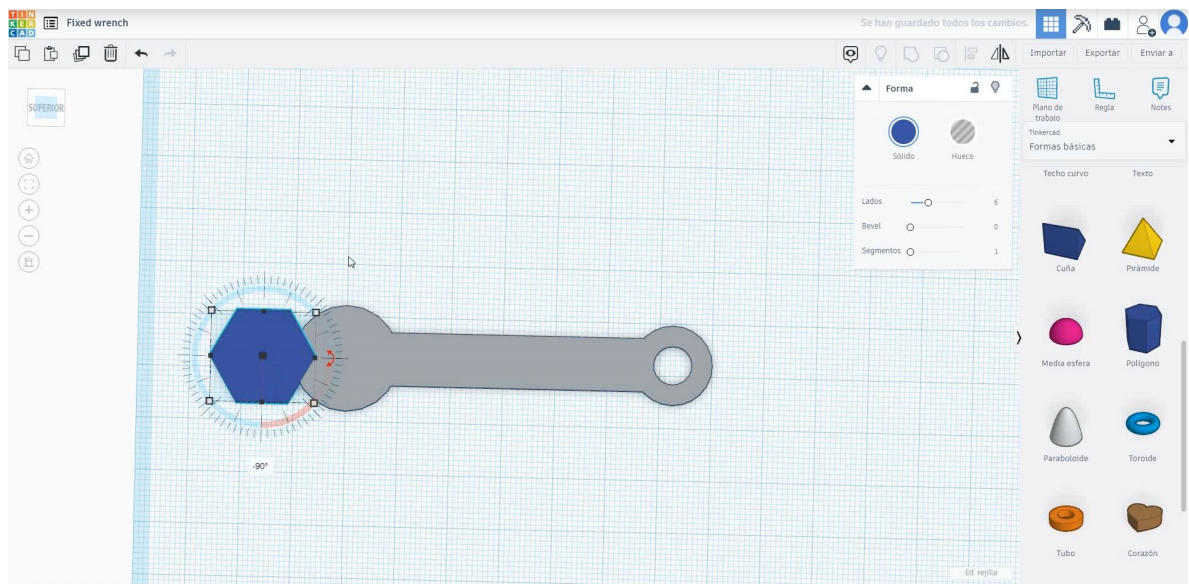 TIN
KER
CAD
Fixed wrench
Se han guardado todos los cambios.
Importar
Exportar
Enviar a
SUPERIOR
Forma
Sólido
Hueco
Lados
6
Bevel
0
Segmentos
1
Plano de
trabajo
Regla
Notes
Tinkercad
Formas básicas
Techo curvo
Texto
Cuña
Pirámide
Media esfera
Polígono
Paraboloide
Toroide
Tubo
Corazón
-90°
Ed. rejilla